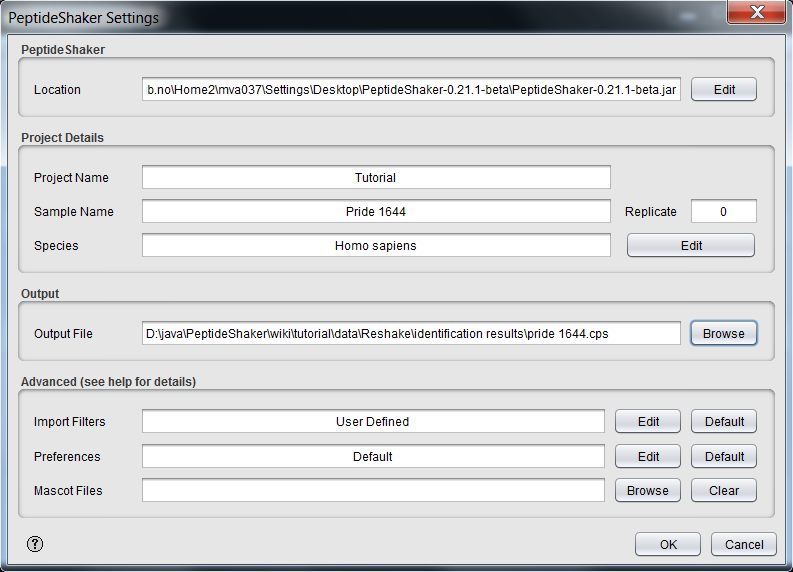 PeptideShaker Settings
PeptideShaker
Location b.no\Home2\mva037\Settings\Desktop\PeptideShaker-0.21.1-beta\PeptideShaker-0.21.1-beta.jar Edit
Project Details
Project Name Tutorial
Sample Name Pride 1644 Replicate 0
Species Homo sapiens Edit
Output
Output File D:\java\PeptideShaker\wiki\tutorial\data\Reshake\identification results\pride 1644.cps Browse
Advanced (see help for details)
Import Filters User Defined Edit Default
Preferences Default Edit Default
Mascot Files Browse Clear
? OK Cancel